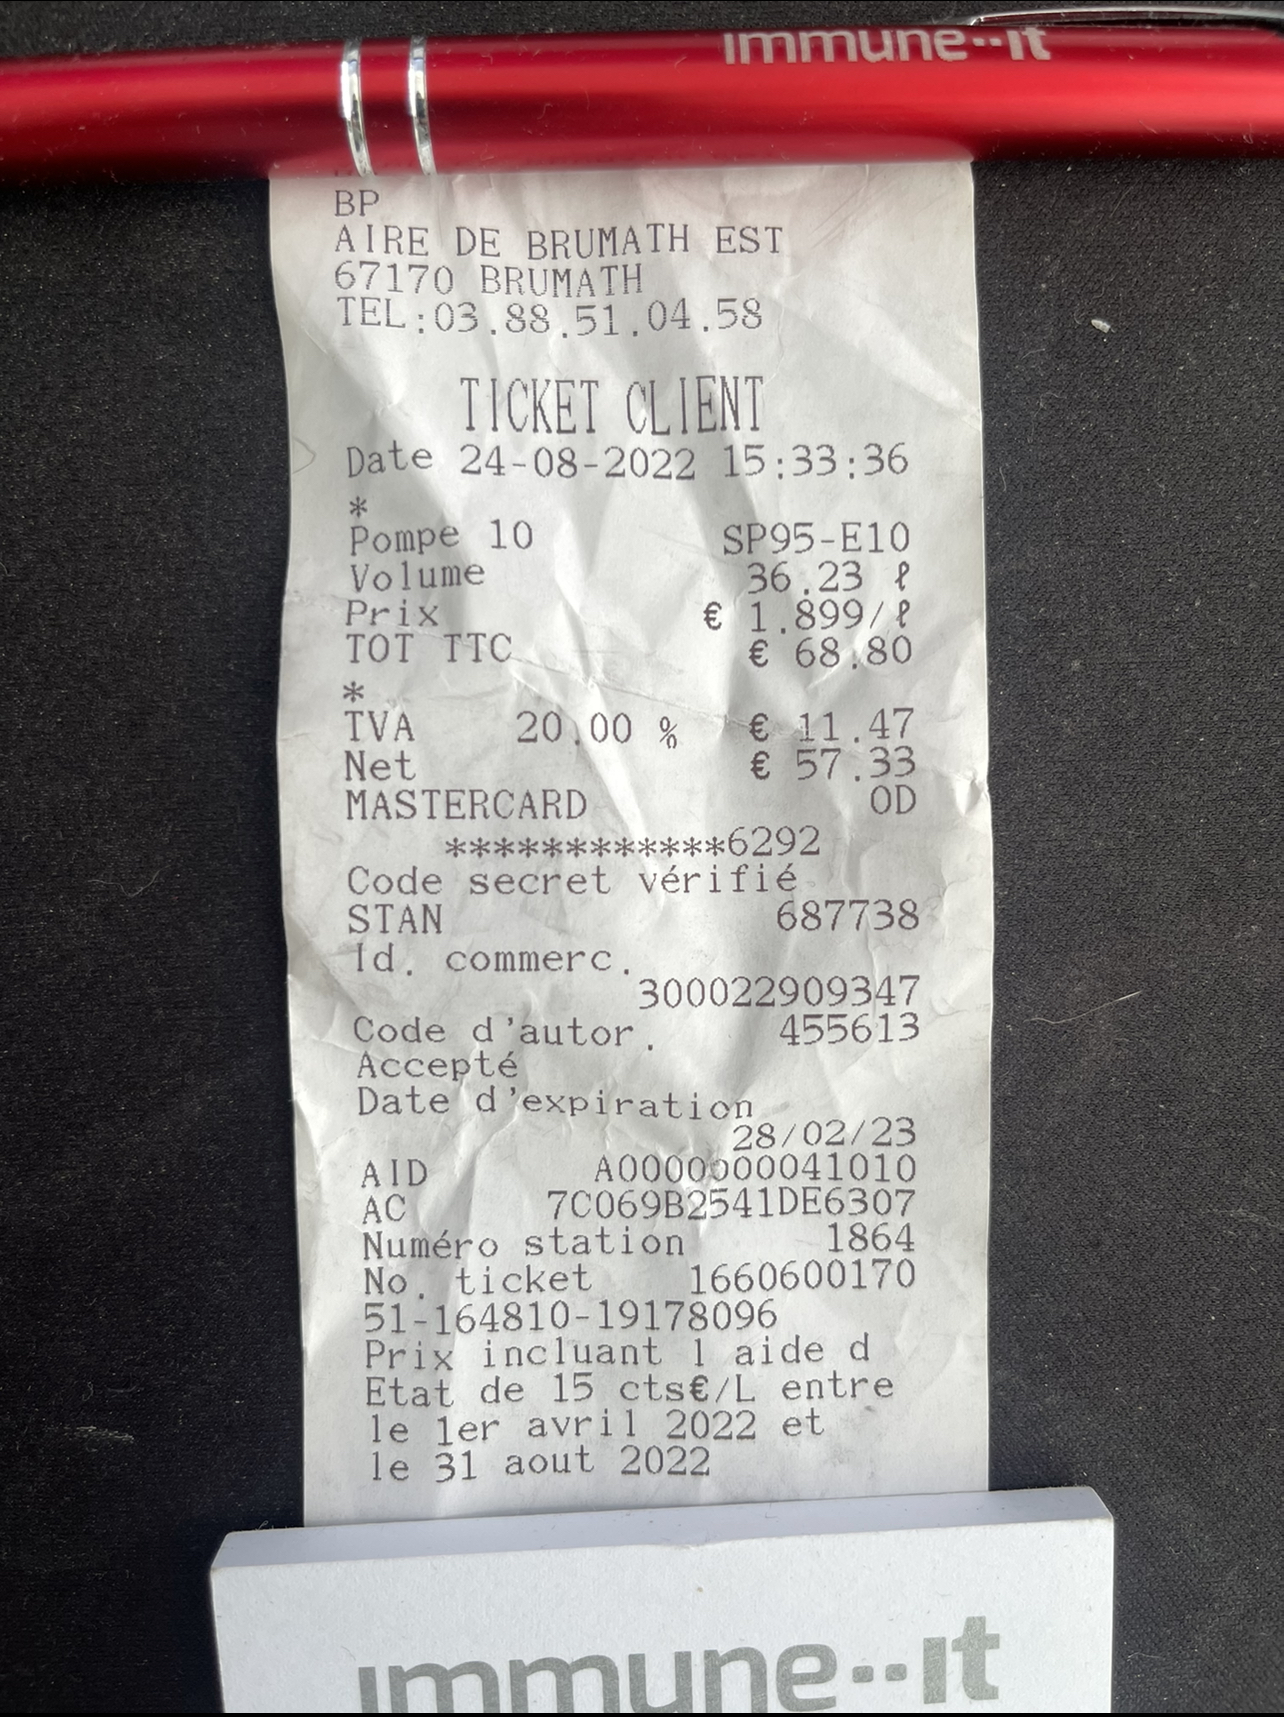 immune··it
BP
AIRE DE BRUMATH EST
67170 BRUMATH
TEL:03.88.51.04.58
TICKET CLIENT
Date 24-08-2022 15:33:36
*
Pompe 10 SP95-E10
Volume 36.23 ℓ
Prix € 1.899/ℓ
TOT TTC € 68.80
*
TVA 20.00 % € 11.47
Net € 57.33
MASTERCARD OD
************6292
Code secret vérifié
STAN 687738
Id. commerc.
300022909347
Code d'autor. 455613
Accepté
Date d'expiration
28/02/23
AID A0000000041010
AC 7C069B2541DE6307
Numéro station 1864
No. ticket 1660600170
51-164810-19178096
Prix incluant l aide d
Etat de 15 cts€/L entre
le 1er avril 2022 et
le 31 aout 2022
immune··it